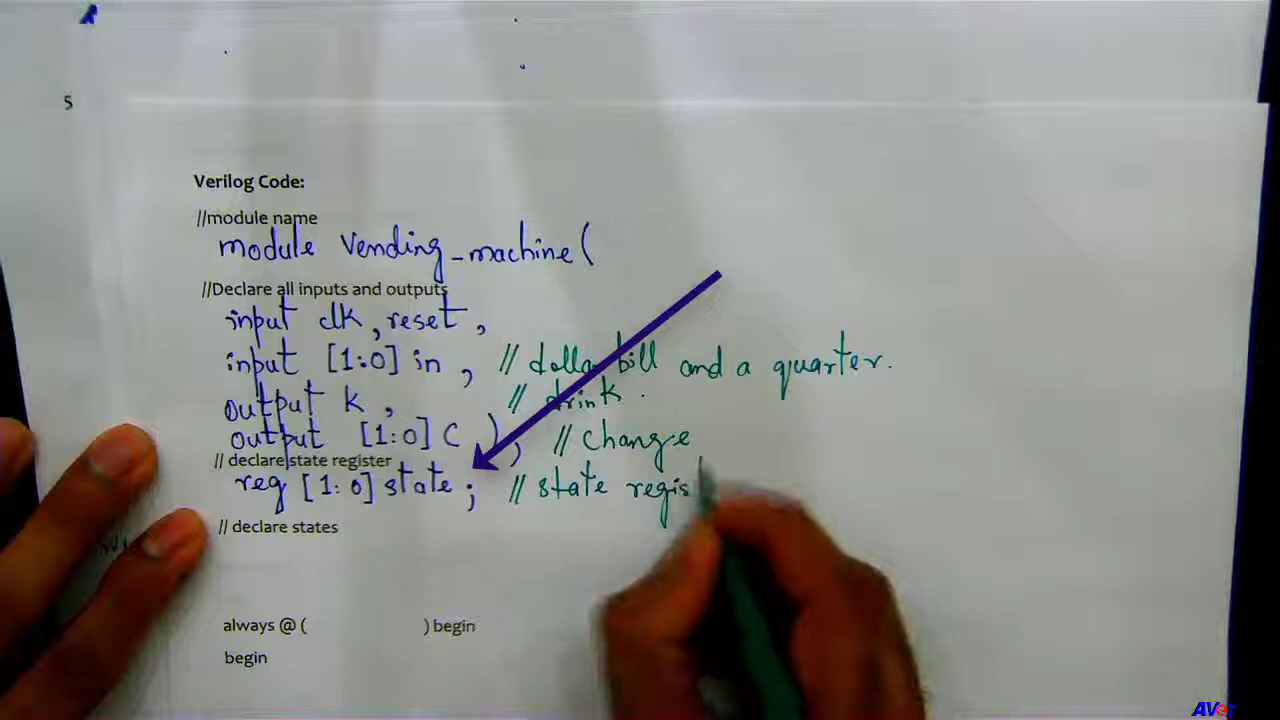 5
Verilog Code:
//module name
module Vending_machine(
//Declare all inputs and outputs
input clk, reset,
input [1:0] in, // dollar bill and a quarter.
output k, // drink.
output [1:0] C ), // Change
// declare state register
reg [1:0] state; // state regis
// declare states
always @ ( ) begin
begin
AVer